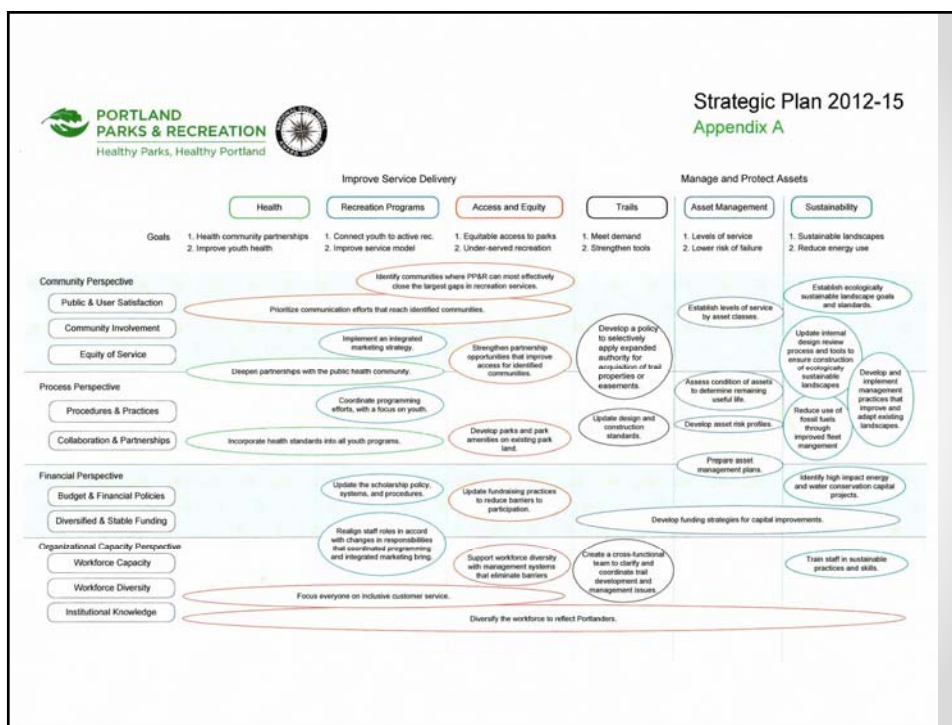 PORTLAND
PARKS & RECREATION
Healthy Parks, Healthy Portland
NATIONAL GOLD MEDAL
AWARD WINNER
Strategic Plan 2012-15
Appendix A
Improve Service Delivery
Manage and Protect Assets
Health
Recreation Programs
Access and Equity
Trails
Asset Management
Sustainability
Goals
1. Health community partnerships
2. Improve youth health
1. Connect youth to active rec.
2. Improve service model
1. Equitable access to parks
2. Under-served recreation
1. Meet demand
2. Strengthen tools
1. Levels of service
2. Lower risk of failure
1. Sustainable landscapes
2. Reduce energy use
Community Perspective
Public & User Satisfaction
Community Involvement
Equity of Service
Identify communities where PP&R can most effectively
close the largest gaps in recreation services.
Prioritize communication efforts that reach identified communities.
Implement an integrated
marketing strategy.
Deepen partnerships with the public health community.
Strengthen partnership
opportunities that improve
access for identified
communities.
Develop a policy
to selectively
apply expanded
authority for
acquisition of trail
properties or
easements.
Establish levels of service
by asset classes.
Establish ecologically
sustainable landscape goals
and standards.
Update internal
design review
process and tools to
ensure construction
of ecologically
sustainable
landscapes
Develop and
implement
management
practices that
improve and
adapt existing
landscapes.
Process Perspective
Procedures & Practices
Collaboration & Partnerships
Coordinate programming
efforts, with a focus on youth.
Incorporate health standards into all youth programs.
Develop parks and park
amenities on existing park
land.
Update design and
construction
standards.
Assess condition of assets
to determine remaining
useful life.
Develop asset risk profiles.
Prepare asset
management plans.
Reduce use of
fossil fuels
through
improved fleet
mangement
Financial Perspective
Budget & Financial Policies
Diversified & Stable Funding
Update the scholarship policy,
systems, and procedures.
Update fundraising practices
to reduce barriers to
participation.
Identify high impact energy
and water conservation capital
projects.
Develop funding strategies for capital improvements.
Realign staff roles in accord
with changes in responsibilities
that coordinated programming
and integrated marketing bring.
Organizational Capacity Perspective
Workforce Capacity
Workforce Diversity
Institutional Knowledge
Support workforce diversity
with management systems
that eliminate barriers
Create a cross-functional
team to clarify and
coordinate trail
development and
management issues.
Train staff in sustainable
practices and skills.
Focus everyone on inclusive customer service.
Diversify the workforce to reflect Portlanders.